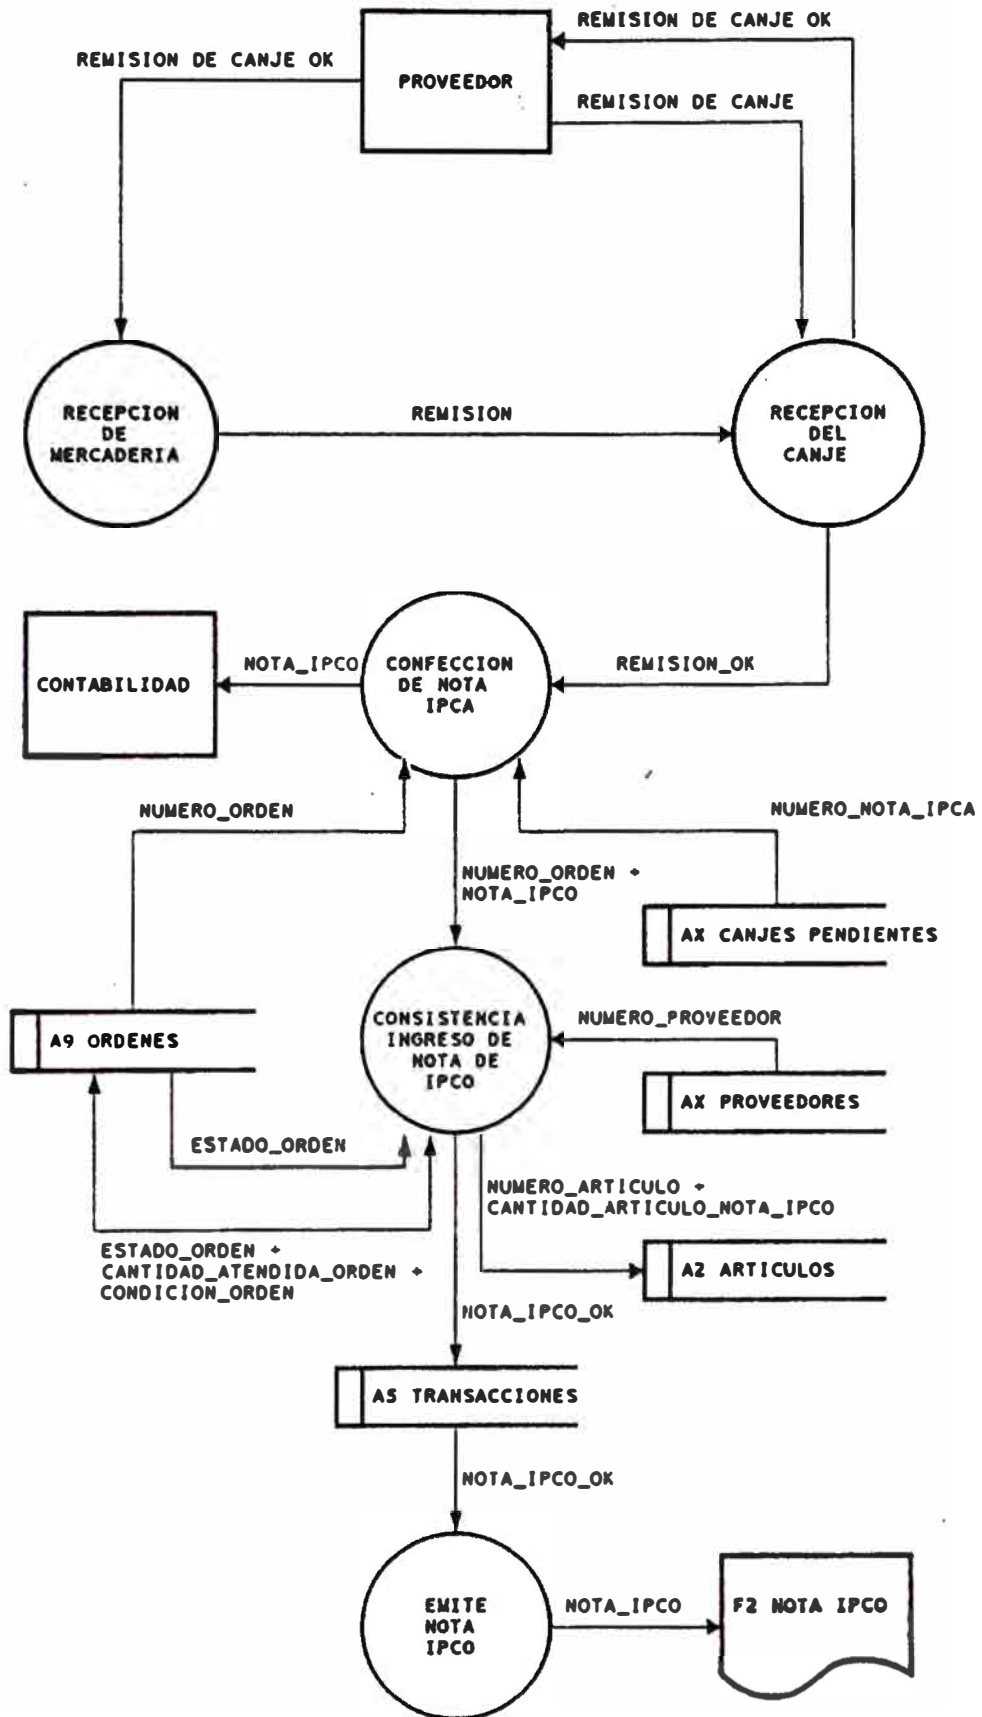 REMISION DE CANJE OK
REMISION DE CANJE OK
PROVEEDOR
REMISION DE CANJE
RECEPCION
DE
MERCADERIA
REMISION
RECEPCION
DEL
CANJE
CONTABILIDAD
NOTA_IPCO
CONFECCION
DE NOTA
IPCA
REMISION_OK
NUMERO_ORDEN
NUMERO_NOTA_IPCA
NUMERO_ORDEN +
NOTA_IPCO
AX CANJES PENDIENTES
A9 ORDENES
CONSISTENCIA
INGRESO DE
NOTA DE
IPCO
NUMERO_PROVEEDOR
AX PROVEEDORES
ESTADO_ORDEN
NUMERO_ARTICULO +
CANTIDAD_ARTICULO_NOTA_IPCO
ESTADO_ORDEN +
CANTIDAD_ATENDIDA_ORDEN +
CONDICION_ORDEN
A2 ARTICULOS
NOTA_IPCO_OK
A5 TRANSACCIONES
NOTA_IPCO_OK
EMITE
NOTA
IPCO
NOTA_IPCO
F2 NOTA IPCO